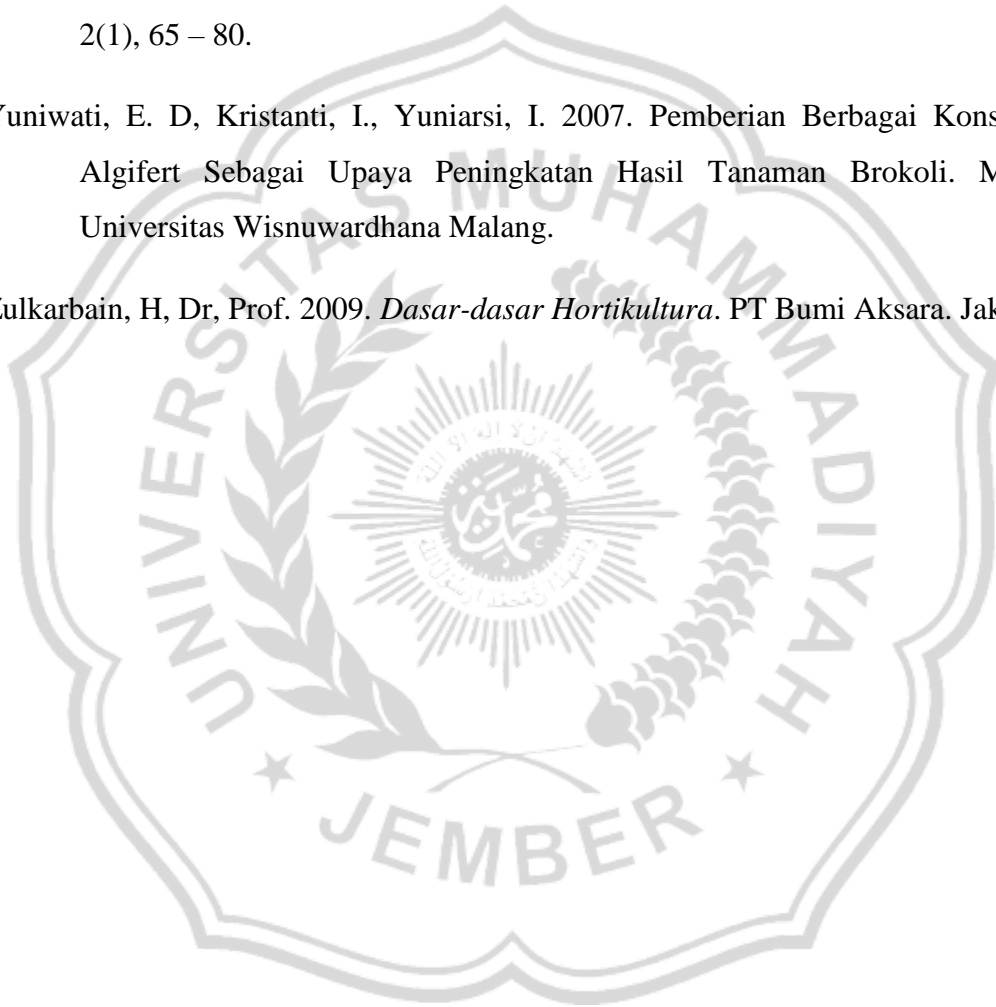 2(1), 65 – 80.
Yuniwati, E. D, Kristanti, I., Yuniarsi, I. 2007. Pemberian Berbagai Kons
Algifert Sebagai Upaya Peningkatan Hasil Tanaman Brokoli. M
Universitas Wisnuwardhana Malang.
Zulkarbain, H, Dr, Prof. 2009. Dasar-dasar Hortikultura. PT Bumi Aksara. Jak
UNIVERSITAS MUHAMMADIYAH
JEMBER